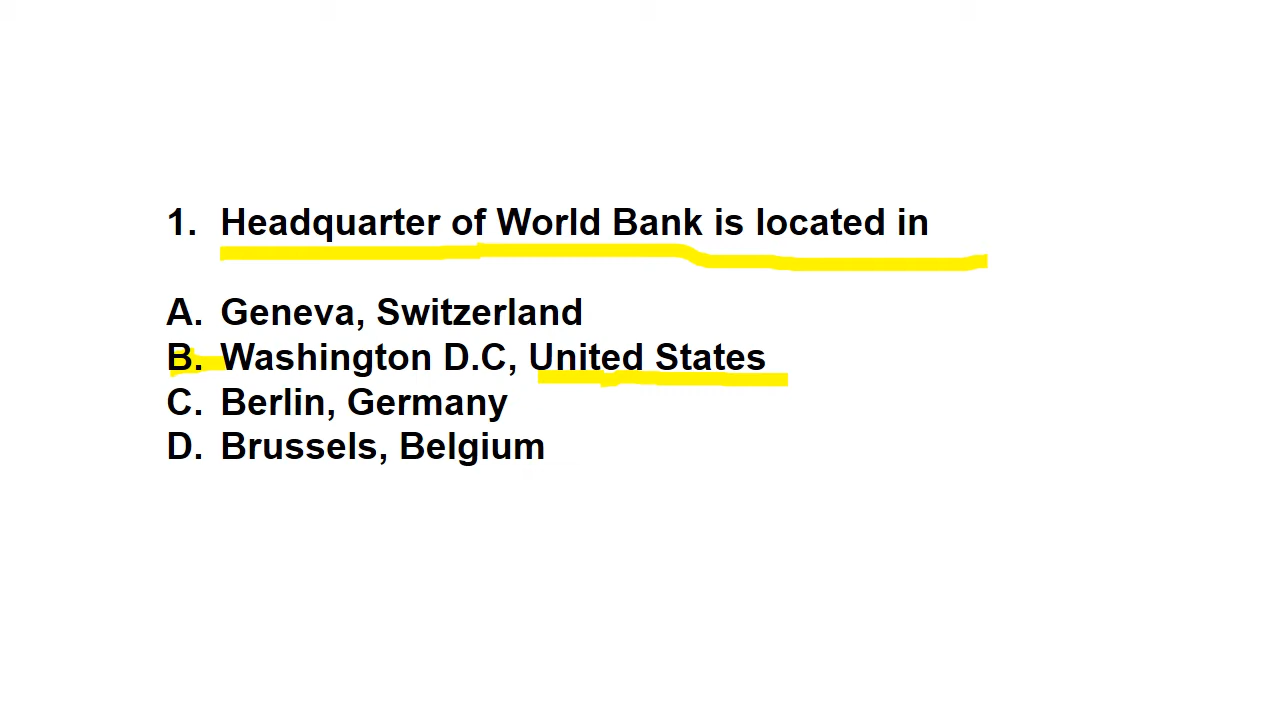 1. Headquarter of World Bank is located in
A. Geneva, Switzerland
B. Washington D.C, United States
C. Berlin, Germany
D. Brussels, Belgium